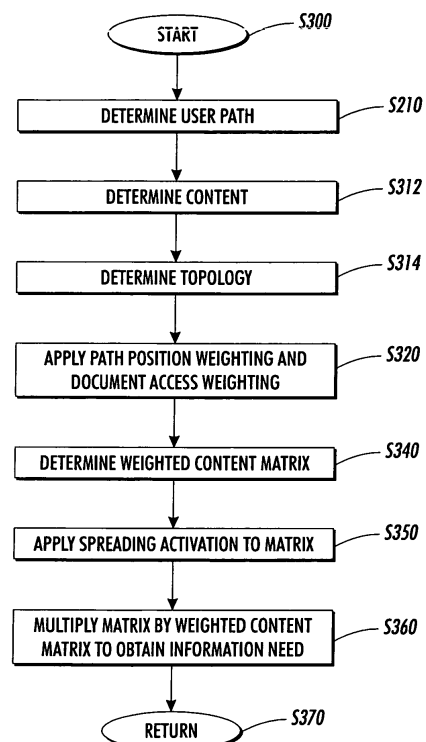 START
S300
DETERMINE USER PATH
S210
DETERMINE CONTENT
S312
DETERMINE TOPOLOGY
S314
APPLY PATH POSITION WEIGHTING AND
DOCUMENT ACCESS WEIGHTING
S320
DETERMINE WEIGHTED CONTENT MATRIX
S340
APPLY SPREADING ACTIVATION TO MATRIX
S350
MULTIPLY MATRIX BY WEIGHTED CONTENT
MATRIX TO OBTAIN INFORMATION NEED
S360
RETURN
S370